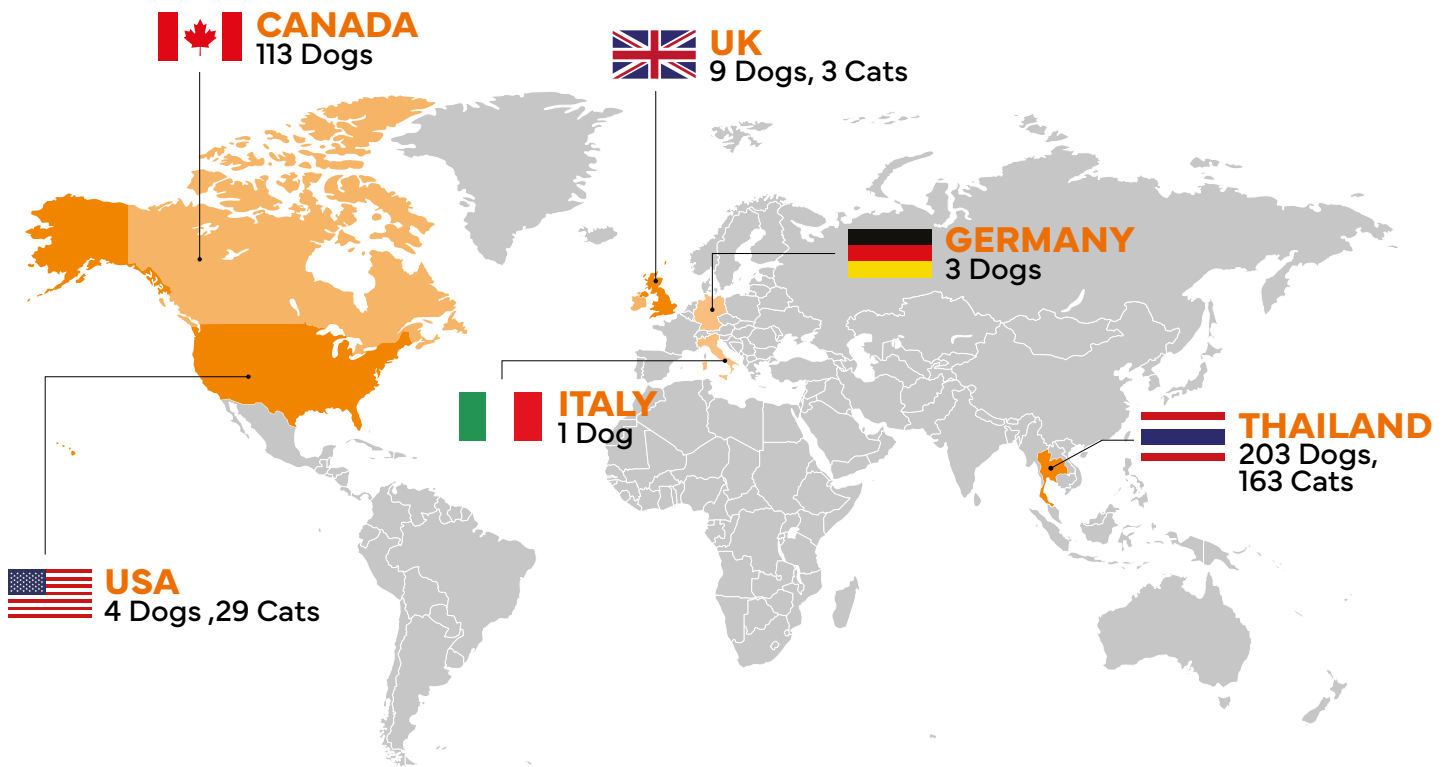 CANADA
113 Dogs
UK
9 Dogs, 3 Cats
GERMANY
3 Dogs
ITALY
1 Dog
THAILAND
203 Dogs,
163 Cats
USA
4 Dogs ,29 Cats